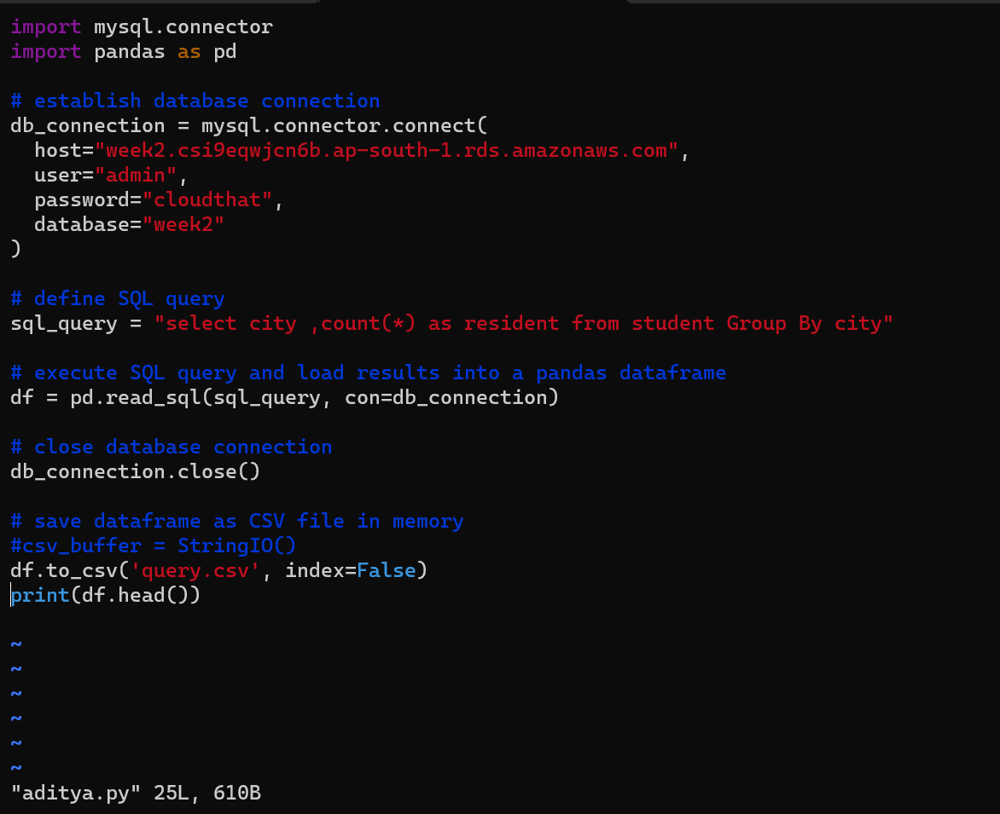 import mysql.connector
import pandas as pd
# establish database connection
db_connection = mysql.connector.connect(
  host="week2.csi9eqwjcn6b.ap-south-1.rds.amazonaws.com",
  user="admin",
  password="cloudthat",
  database="week2"
)
# define SQL query
sql_query = "select city ,count(*) as resident from student Group By city"
# execute SQL query and load results into a pandas dataframe
df = pd.read_sql(sql_query, con=db_connection)
# close database connection
db_connection.close()
# save dataframe as CSV file in memory
#csv_buffer = StringIO()
df.to_csv('query.csv', index=False)
print(df.head())
~
~
~
~
~
~
"aditya.py" 25L, 610B